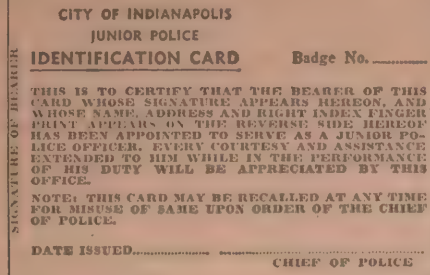 CITY OF INDIANAPOLIS
JUNIOR POLICE
IDENTIFICATION CARD Badge No.
THIS IS TO CERTIFY THAT THE BEARER OF THIS
CARD WHOSE SIGNATURE APPEARS HEREON, AND
WHOSE NAME, ADDRESS AND RIGHT INDEX FINGER
PRINT APPEARS ON THE REVERSE SIDE HEREOF
HAS BEEN APPOINTED TO SERVE AS A JUNIOR PO-
LICE OFFICER. EVERY COURTESY AND ASSISTANCE
EXTENDED TO HIM WHILE IN THE PERFORMANCE
OF HIS DUTY WILL BE APPRECIATED BY THIS
OFFICE.
NOTE: THIS CARD MAY BE RECALLED AT ANY TIME
FOR MISUSE OF SAME UPON ORDER OF THE CHIEF
OF POLICE.
DATE ISSUED
CHIEF OF POLICE
SIGNATURE OF BEARER